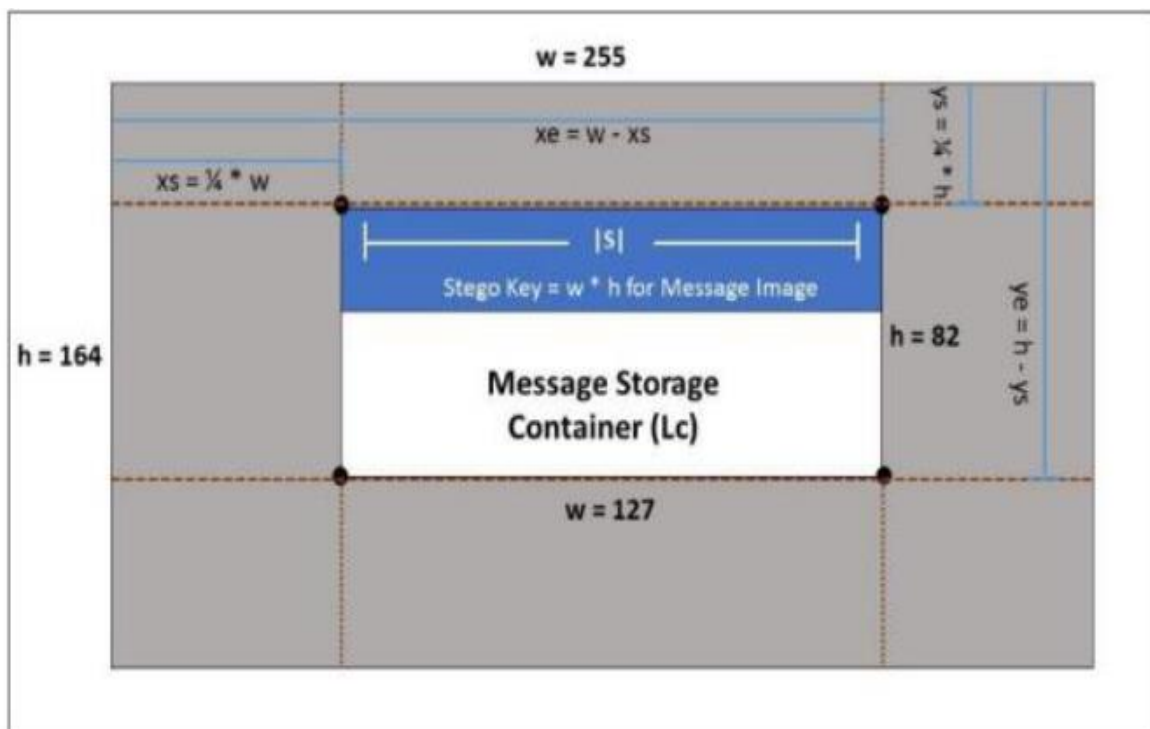 w = 255
xe = w - xs
xs = ¼ * w
ys = ¼ * h
|S|
Stego Key = w * h for Message Image
ye = h - ys
h = 164
h = 82
Message Storage
Container (Lc)
w = 127